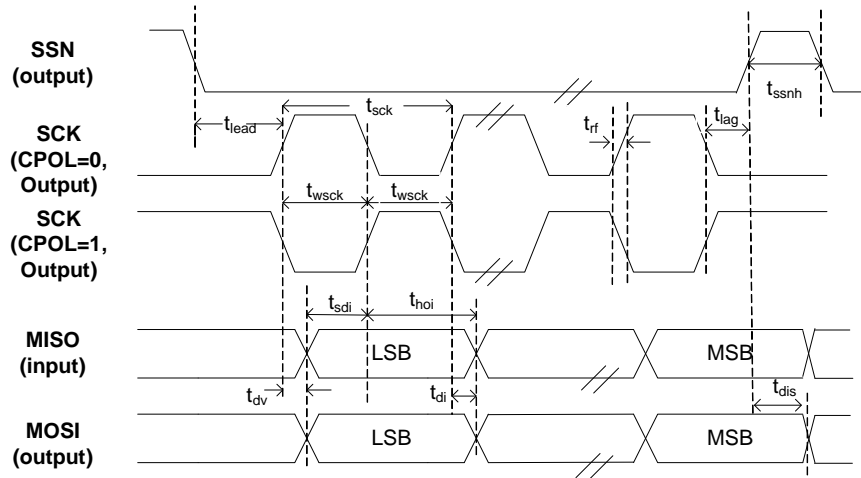 SSN
(output)
t_ssnh
t_sck
t_lead
t_rf
t_lag
SCK
(CPOL=0,
Output)
t_wsck t_wsck
SCK
(CPOL=1,
Output)
t_sdi t_hoi
MISO
(input)
LSB MSB
t_dv t_di t_dis
MOSI
(output)
LSB MSB